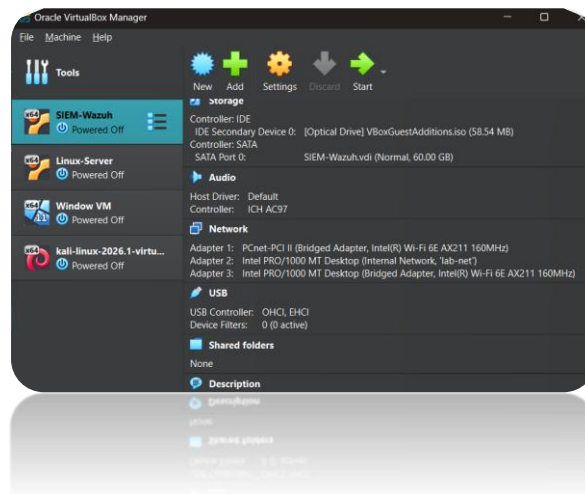 Oracle VirtualBox Manager
File Machine Help
Tools
New Add Settings Discard Start
SIEM-Wazuh
Powered Off
Linux-Server
Powered Off
Window VM
Powered Off
kali-linux-2026.1-virtu...
Powered Off
Storage
Controller: IDE
IDE Secondary Device 0: [Optical Drive] VBoxGuestAdditions.iso (58.54 MB)
Controller: SATA
SATA Port 0: SIEM-Wazuh.vdi (Normal, 60.00 GB)
Audio
Host Driver: Default
Controller: ICH AC97
Network
Adapter 1: PCnet-PCI II (Bridged Adapter, Intel(R) Wi-Fi 6E AX211 160MHz)
Adapter 2: Intel PRO/1000 MT Desktop (Internal Network, 'lab-net')
Adapter 3: Intel PRO/1000 MT Desktop (Bridged Adapter, Intel(R) Wi-Fi 6E AX211 160MHz)
USB
USB Controller: OHCI, EHCI
Device Filters: 0 (0 active)
Shared folders
None
Description